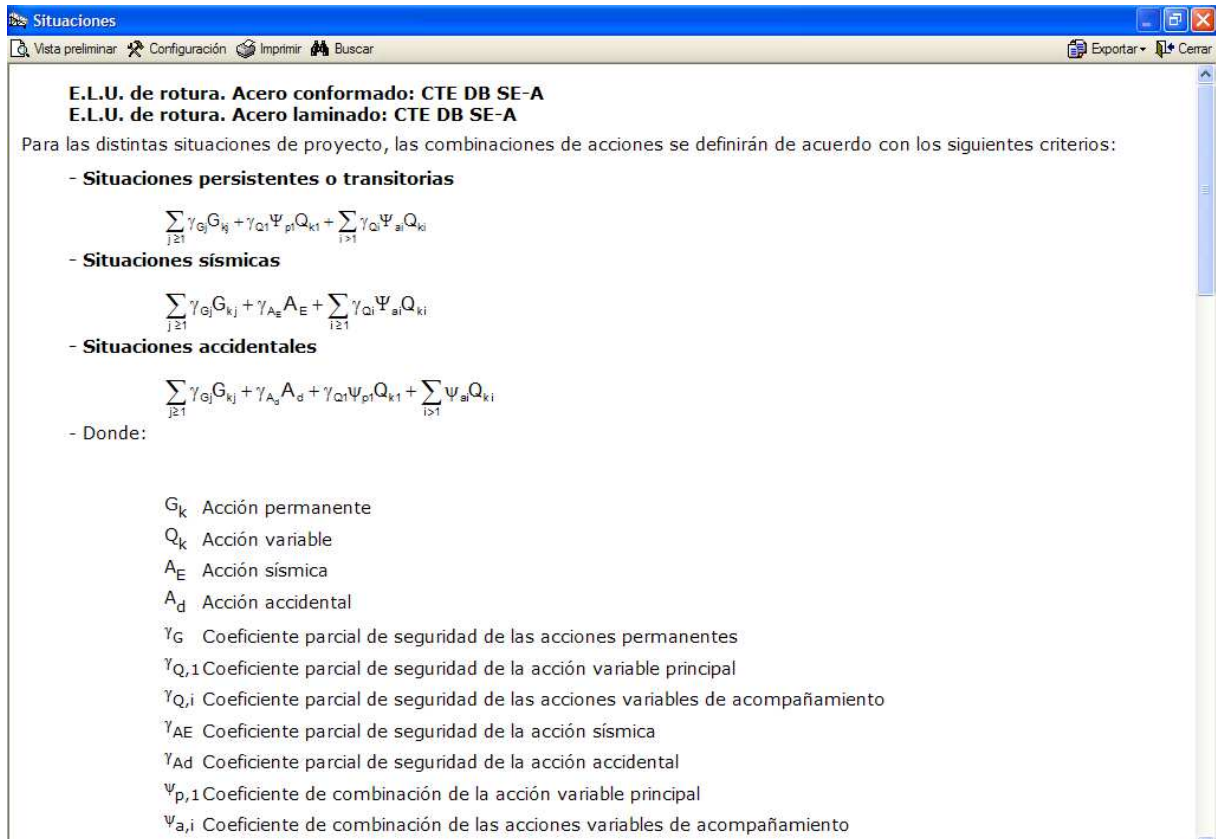 Situaciones
Vista preliminar Configuración Imprimir Buscar Exportar Cerrar
E.L.U. de rotura. Acero conformado: CTE DB SE-A
E.L.U. de rotura. Acero laminado: CTE DB SE-A
Para las distintas situaciones de proyecto, las combinaciones de acciones se definirán de acuerdo con los siguientes criterios:
- Situaciones persistentes o transitorias
∑j≥1 γGjGkj + γQ1Ψp1Qk1 + ∑i>1 γQiΨaiQki
- Situaciones sísmicas
∑j≥1 γGjGkj + γAEAE + ∑i≥1 γQiΨaiQki
- Situaciones accidentales
∑j≥1 γGjGkj + γAdAd + γQ1ψp1Qk1 + ∑i>1 ψaiQki
- Donde:
Gk Acción permanente
Qk Acción variable
AE Acción sísmica
Ad Acción accidental
γG Coeficiente parcial de seguridad de las acciones permanentes
γQ,1 Coeficiente parcial de seguridad de la acción variable principal
γQ,i Coeficiente parcial de seguridad de las acciones variables de acompañamiento
γAE Coeficiente parcial de seguridad de la acción sísmica
γAd Coeficiente parcial de seguridad de la acción accidental
ψp,1 Coeficiente de combinación de la acción variable principal
ψa,i Coeficiente de combinación de las acciones variables de acompañamiento